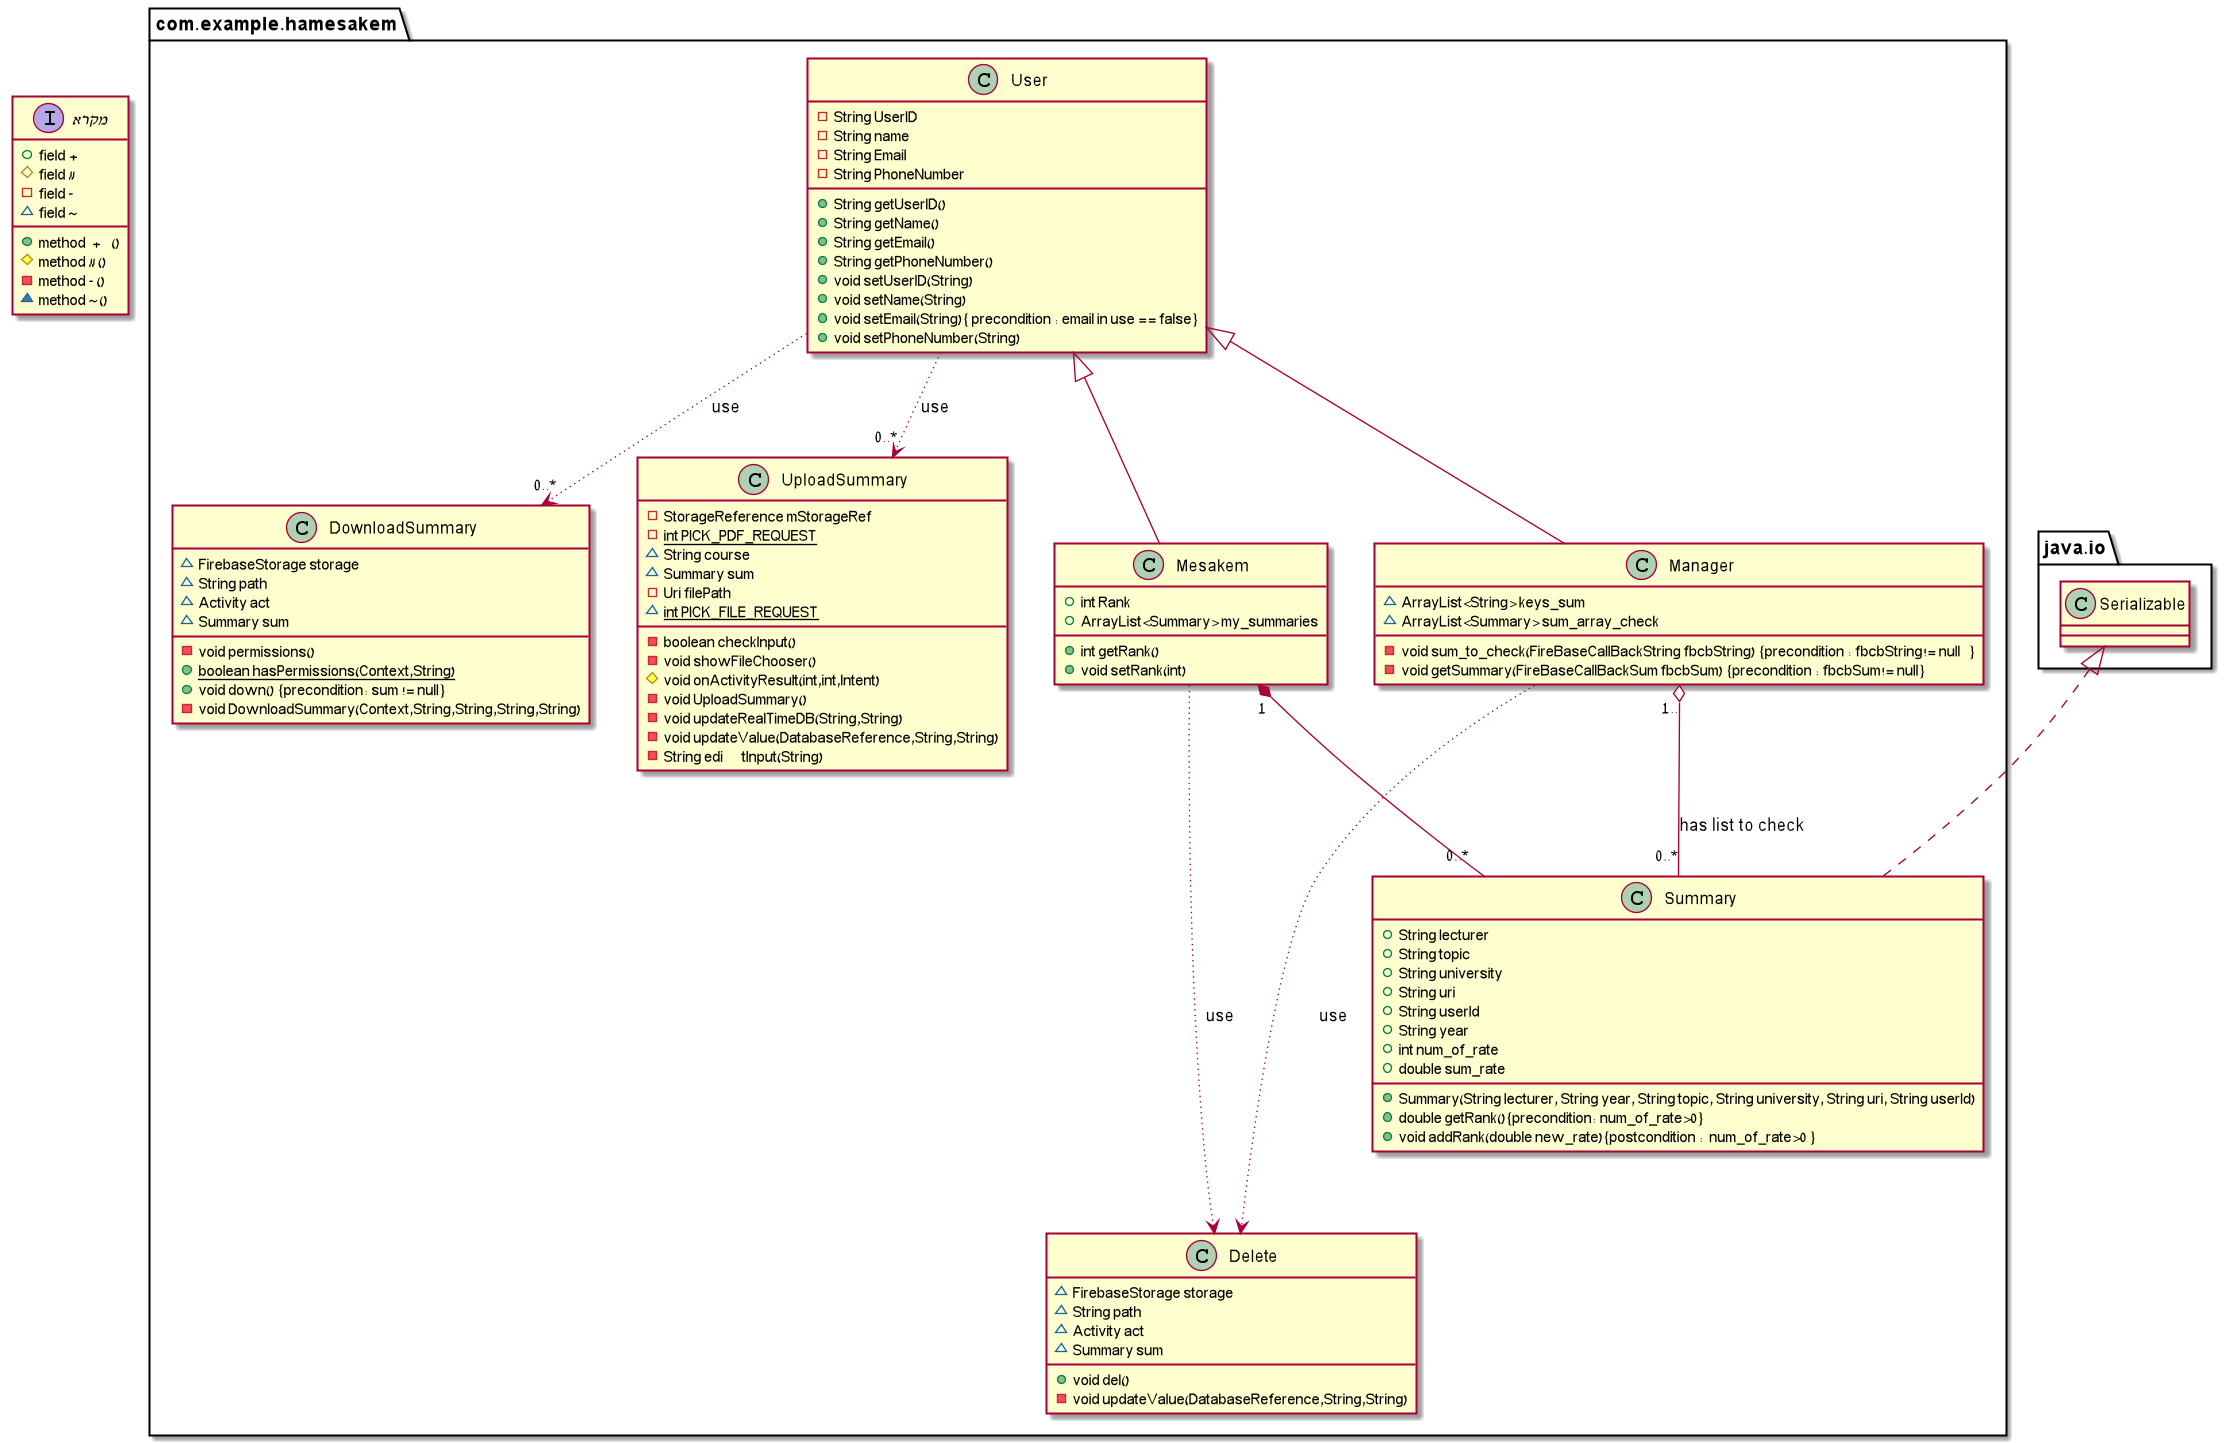 com.example.hamesakem
I מקרא
field +
field #
field -
field ~
method + ()
method # ()
method - ()
method ~ ()
C User
String UserID
String name
String Email
String PhoneNumber
String getUserID()
String getName()
String getEmail()
String getPhoneNumber()
void setUserID(String)
void setName(String)
void setEmail(String) { precondition : email in use == false}
void setPhoneNumber(String)
use
use
0..*
0..*
C DownloadSummary
FirebaseStorage storage
String path
Activity act
Summary sum
void permissions()
boolean hasPermissions(Context,String)
void down() {precondition: sum != null}
void DownloadSummary(Context,String,String,String,String)
C UploadSummary
StorageReference mStorageRef
int PICK_PDF_REQUEST
String course
Summary sum
Uri filePath
int PICK_FILE_REQUEST
boolean checkInput()
void showFileChooser()
void onActivityResult(int,int,Intent)
void UploadSummary()
void updateRealTimeDB(String,String)
void updateValue(DatabaseReference,String,String)
String edi tInput(String)
C Mesakem
int Rank
ArrayList<Summary> my_summaries
int getRank()
void setRank(int)
C Manager
ArrayList<String> keys_sum
ArrayList<Summary> sum_array_check
void sum_to_check(FireBaseCallBackString fbcbString) {precondition : fbcbString!= null }
void getSummary(FireBaseCallBackSum fbcbSum) {precondition : fbcbSum!= null}
java.io
C Serializable
1
1..
has list to check
0..*
0..*
C Summary
String lecturer
String topic
String university
String uri
String userId
String year
int num_of_rate
double sum_rate
Summary(String lecturer, String year, String topic, String university, String uri, String userId)
double getRank() {precondition: num_of_rate>0}
void addRank(double new_rate) {postcondition : num_of_rate>0 }
use
use
C Delete
FirebaseStorage storage
String path
Activity act
Summary sum
void del()
void updateValue(DatabaseReference,String,String)